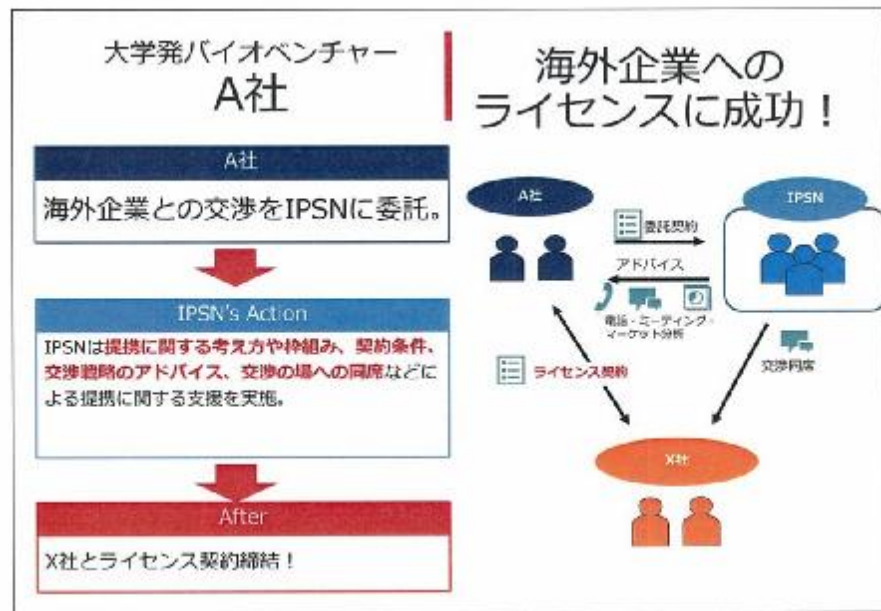 大学発バイオベンチャー
A社
海外企業への
ライセンスに成功！
A社
海外企業との交渉をIPSNに委託。
IPSN's Action
IPSNは提携に関する考え方や枠組み、契約条件、
交渉戦略のアドバイス、交渉の場への同席などによ
る提携に関する支援を実施。
After
X社とライセンス契約締結！
A社
IPSN
委託契約
アドバイス
電話・ミーティング・
マーケット分析
ライセンス契約
交渉同席
X社